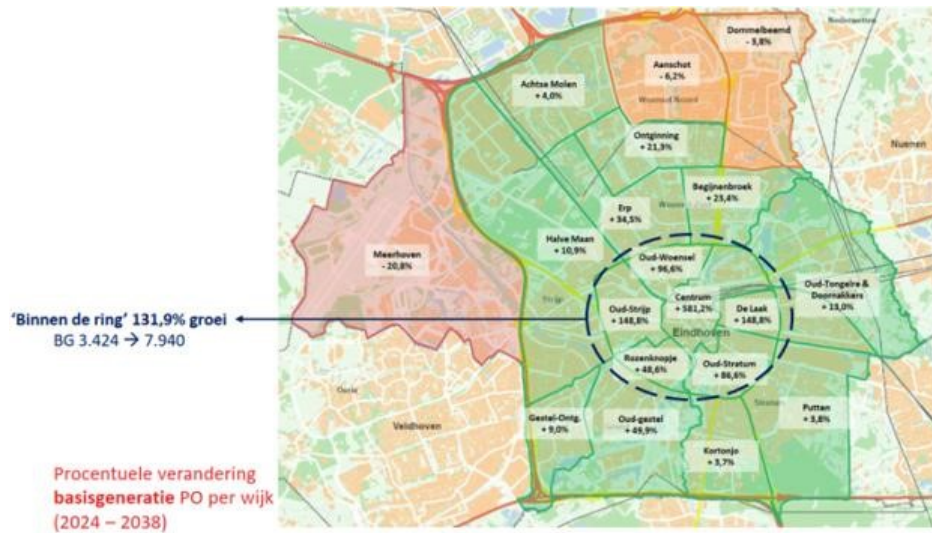 Dommelbeemd
- 3,8%
Aanschot
- 6,2%
Achtse Molen
+ 4,0%
Woensel Noord
Nuenen
Ontginning
+ 21,3%
Begijnenbroek
+ 23,4%
Erp
+ 34,5%
Halve Maan
+ 10,9%
Meerhoven
- 20,8%
Oud-Woensel
+ 96,6%
Oud-Tongelre &
Doornakkers
+ 13,0%
Centrum
+ 581,2%
Oud-Strijp
+ 148,8%
De Laak
+ 148,8%
Eindhoven
'Binnen de ring' 131,9% groei
BG 3.424 → 7.940
Rozenknopje
+ 48,6%
Oud-Stratum
+ 86,6%
Gestel-Ontg.
+ 9,0%
Oud-gestel
+ 49,9%
Putten
+ 3,8%
Kortonjo
+ 3,7%
Veldhoven
Procentuele verandering
basisgeneratie PO per wijk
(2024 – 2038)